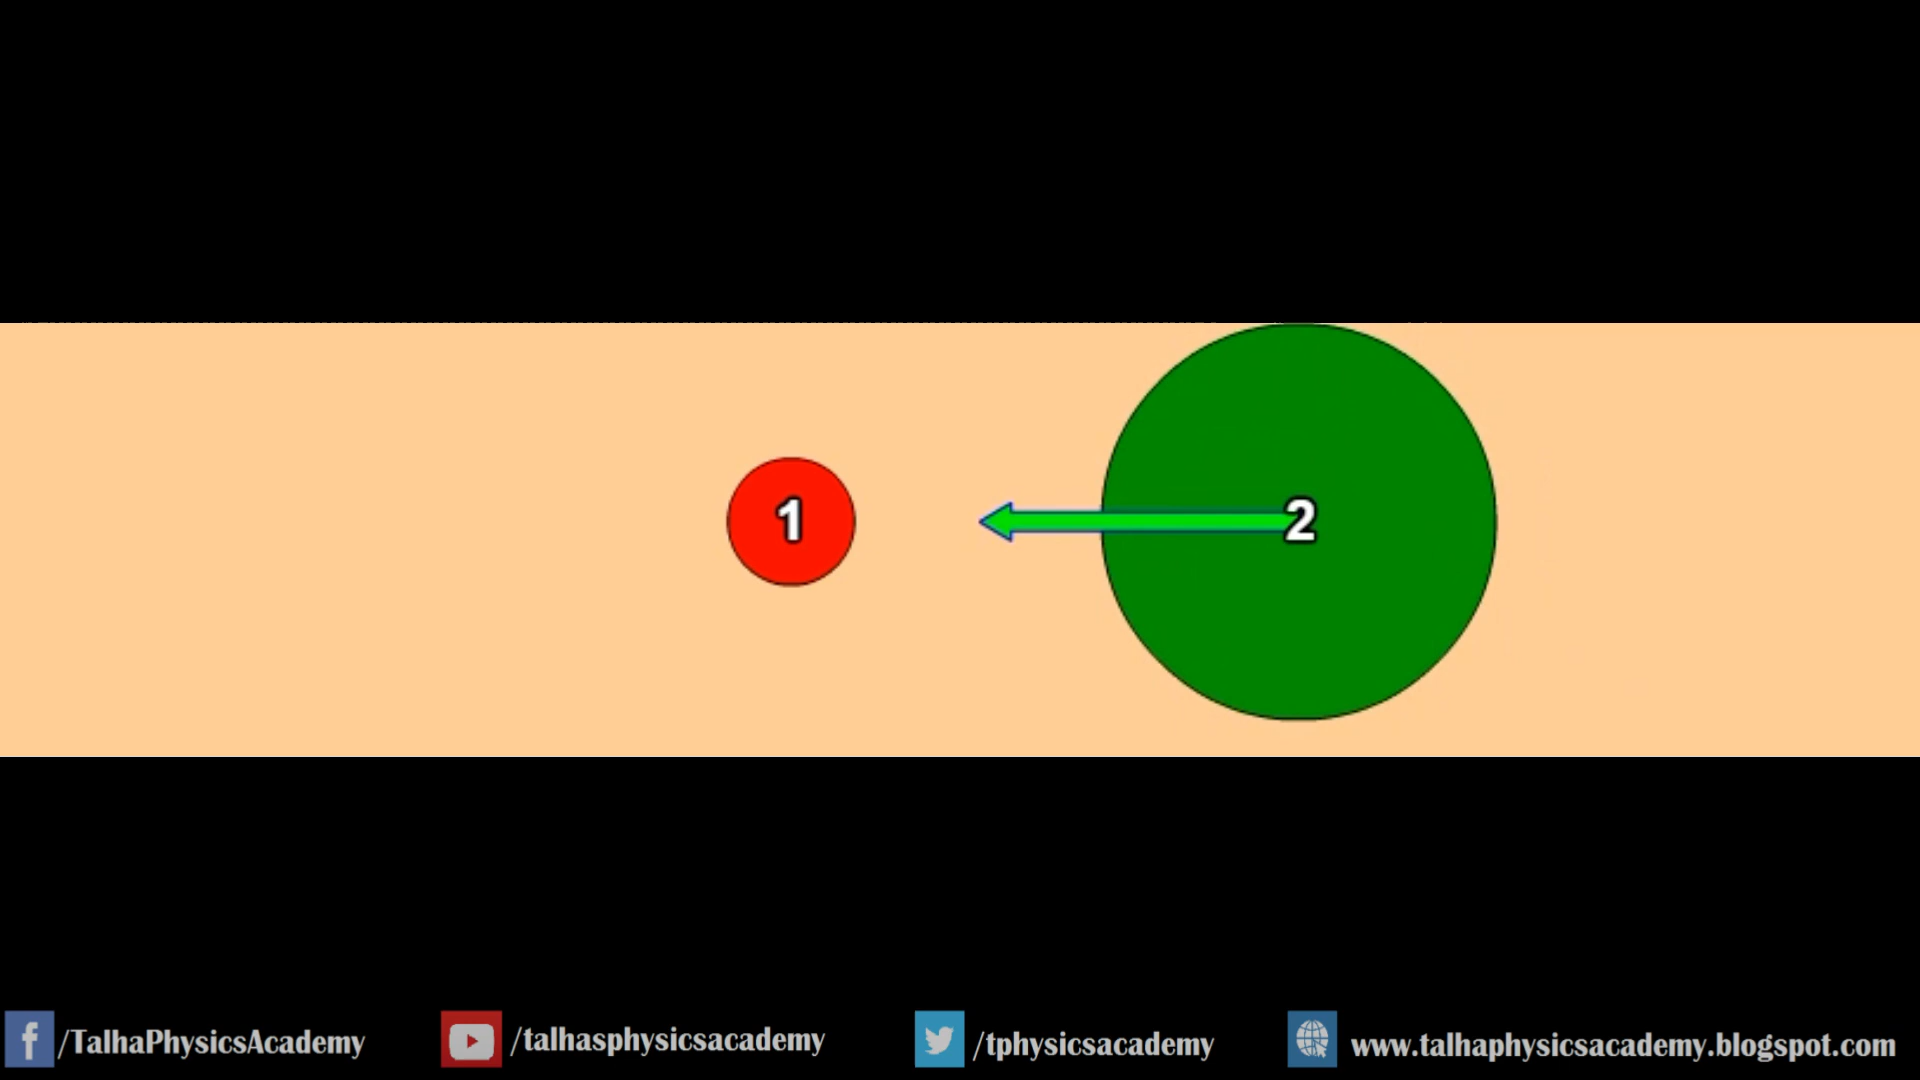 1
2
/TalhaPhysicsAcademy
/talhasphysicsacademy
/tphysicsacademy
www.talhaphysicsacademy.blogspot.com